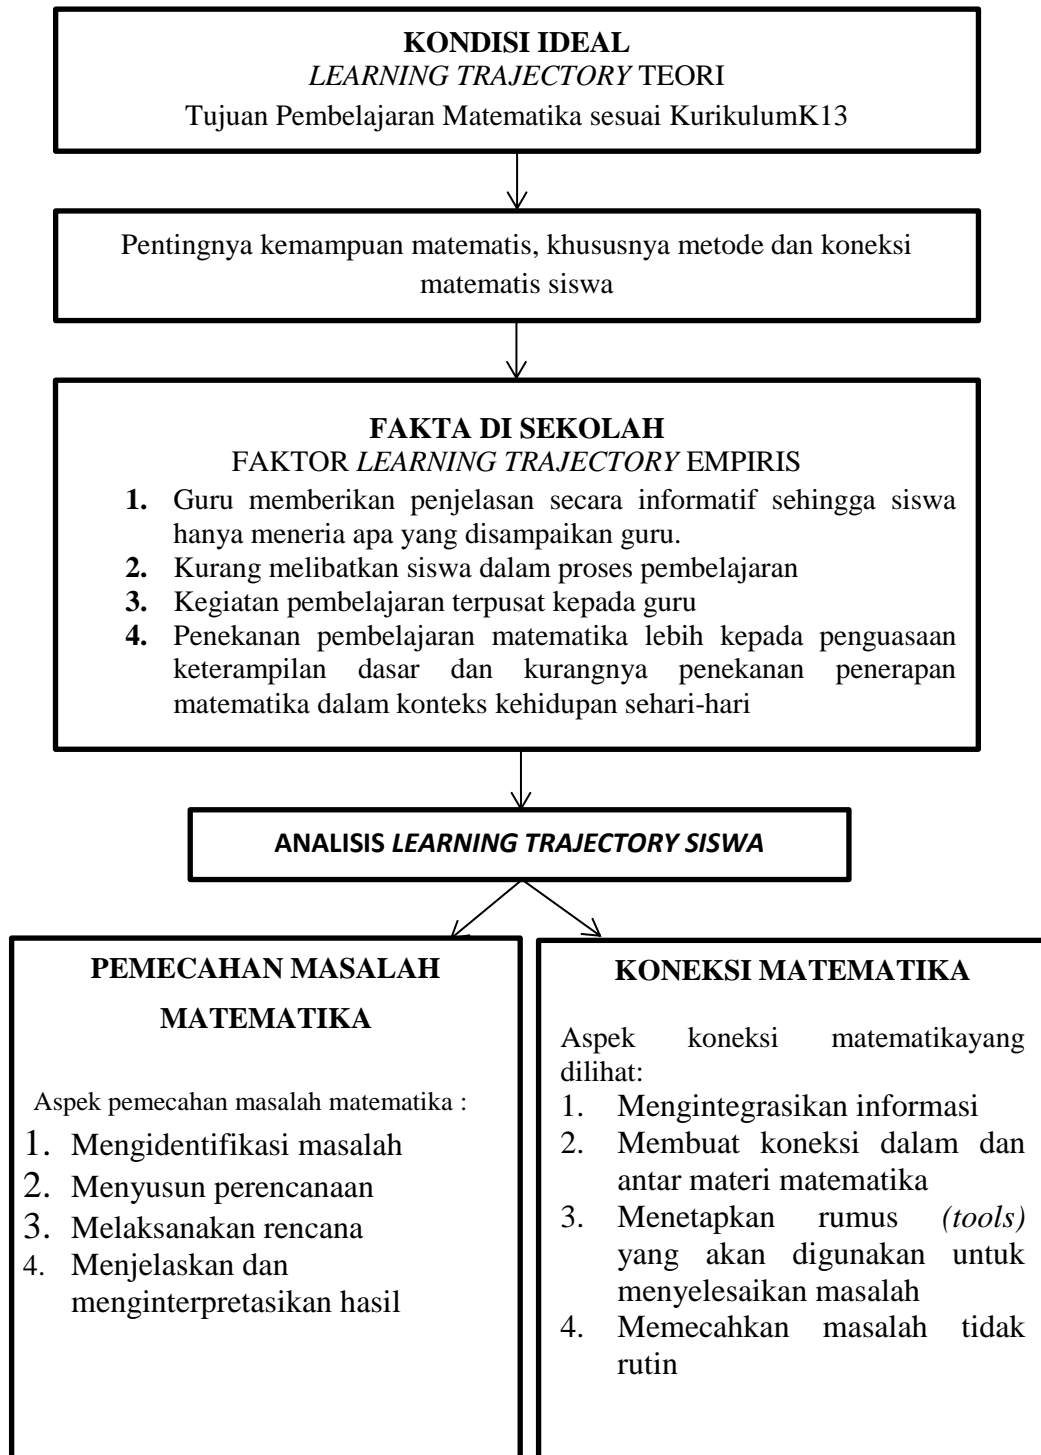 KONDISI IDEAL
LEARNING TRAJECTORY TEORI
Tujuan Pembelajaran Matematika sesuai KurikulumK13
Pentingnya kemampuan matematis, khususnya metode dan koneksi
matematis siswa
FAKTA DI SEKOLAH
FAKTOR LEARNING TRAJECTORY EMPIRIS
1. Guru memberikan penjelasan secara informatif sehingga siswa
hanya meneria apa yang disampaikan guru.
2. Kurang melibatkan siswa dalam proses pembelajaran
3. Kegiatan pembelajaran terpusat kepada guru
4. Penekanan pembelajaran matematika lebih kepada penguasaan
keterampilan dasar dan kurangnya penekanan penerapan
matematika dalam konteks kehidupan sehari-hari
ANALISIS LEARNING TRAJECTORY SISWA
PEMECAHAN MASALAH
MATEMATIKA
Aspek pemecahan masalah matematika :
1. Mengidentifikasi masalah
2. Menyusun perencanaan
3. Melaksanakan rencana
4. Menjelaskan dan
menginterpretasikan hasil
KONEKSI MATEMATIKA
Aspek koneksi matematikayang
dilihat:
1. Mengintegrasikan informasi
2. Membuat koneksi dalam dan
antar materi matematika
3. Menetapkan rumus (tools)
yang akan digunakan untuk
menyelesaikan masalah
4. Memecahkan masalah tidak
rutin